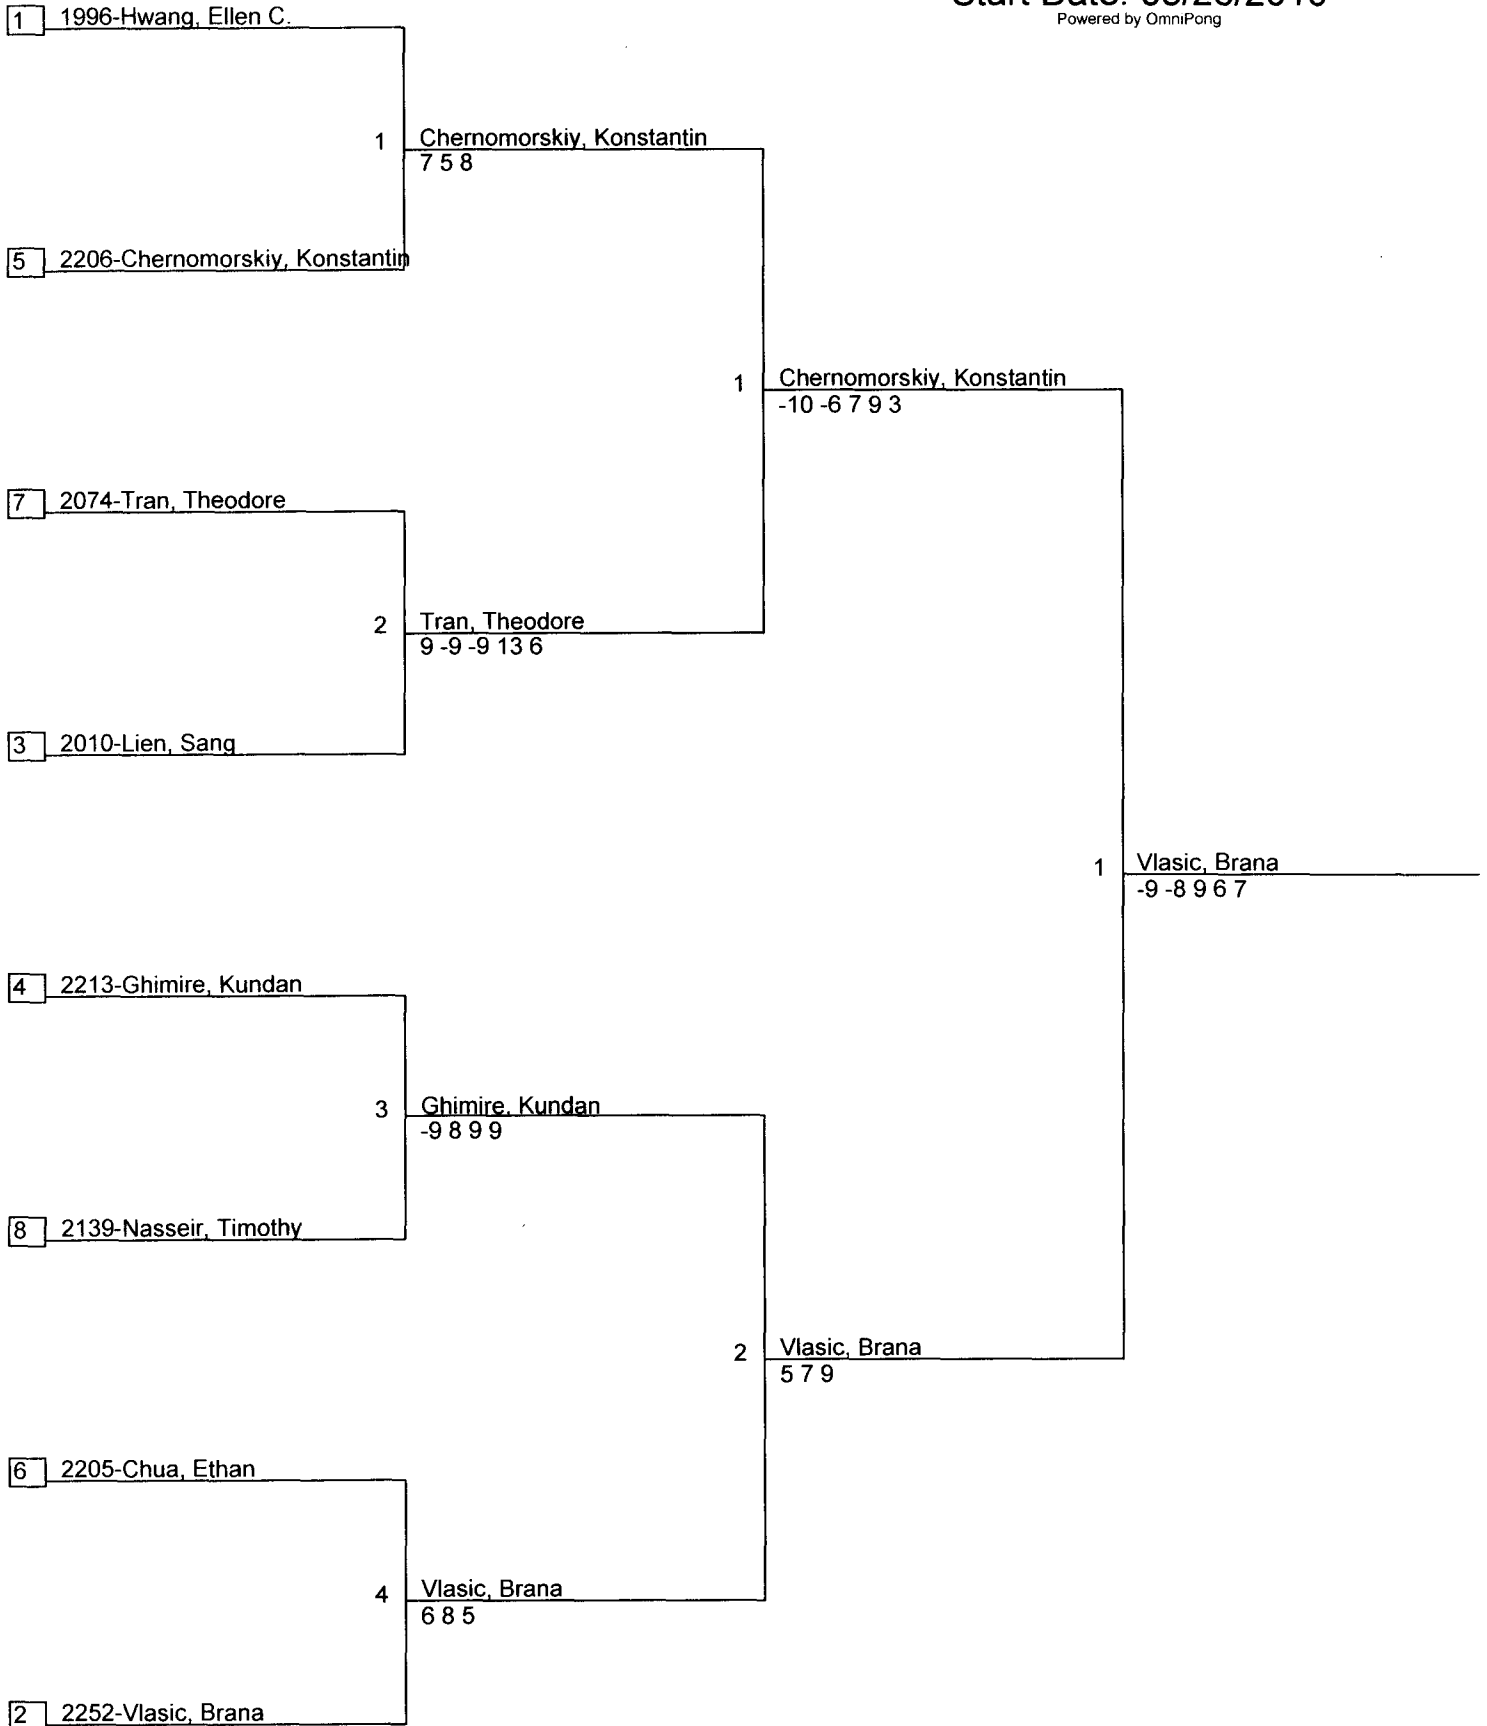 1 1996-Hwang, Ellen C.
Powered by OmniPong
1 Chernomorskiy, Konstantin
7 5 8
5 2206-Chernomorskiy, Konstantin
1 Chernomorskiy, Konstantin
-10 -6 7 9 3
7 2074-Tran, Theodore
2 Tran, Theodore
9 -9 -9 13 6
3 2010-Lien, Sang
1 Vlasic, Brana
-9 -8 9 6 7
4 2213-Ghimire, Kundan
3 Ghimire, Kundan
-9 8 9 9
8 2139-Nasseir, Timothy
2 Vlasic, Brana
5 7 9
6 2205-Chua, Ethan
4 Vlasic, Brana
6 8 5
2 2252-Vlasic, Brana